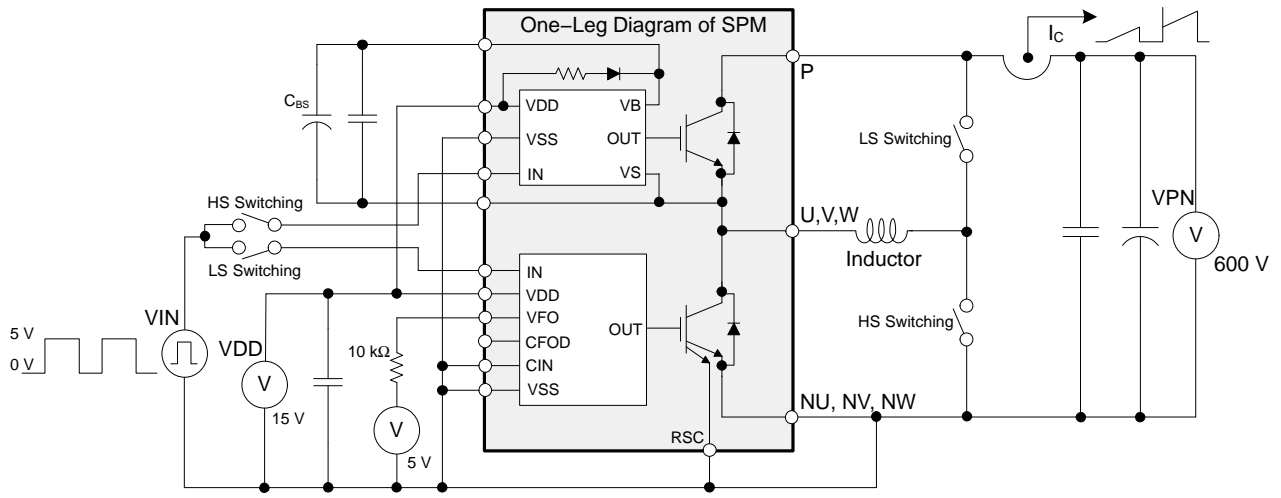 One–Leg Diagram of SPM
IC
P
CBS
VDD
VB
VSS
OUT
IN
VS
LS Switching
HS Switching
LS Switching
U,V,W
Inductor
VPN
V
600 V
IN
VDD
VFO
CFOD
CIN
VSS
OUT
HS Switching
VIN
5 V
0 V
VDD
V
15 V
10 kΩ
V
5 V
NU, NV, NW
RSC